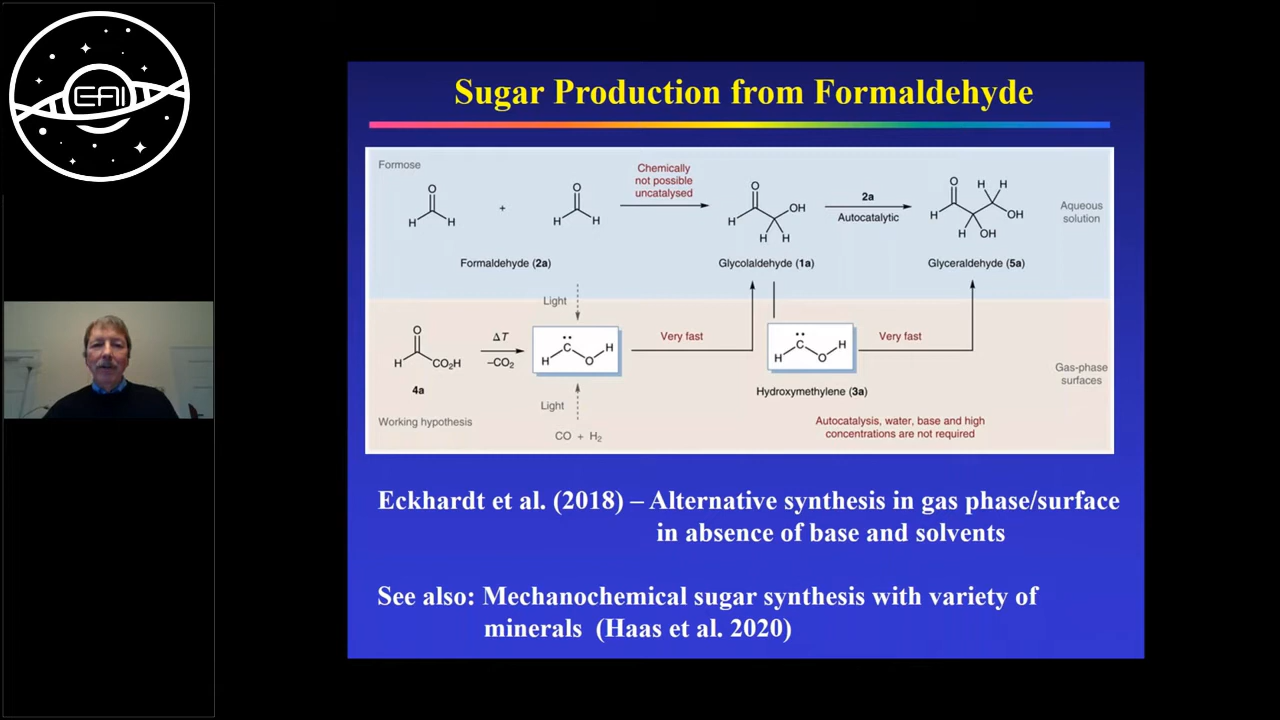 EAI
Sugar Production from Formaldehyde
Formose
O
H
H
+
O
H
H
Chemically
not possible
uncatalysed
O
H
OH
H
H
2a
Autocatalytic
O
H
H
H
OH
H
OH
Aqueous
solution
Formaldehyde (2a)
Glycolaldehyde (1a)
Glyceraldehyde (5a)
Light
O
H
CO₂H
4a
ΔT
–CO₂
H
C
O
H
Very fast
H
C
O
H
Very fast
Hydroxymethylene (3a)
Gas-phase
surfaces
Light
CO + H₂
Working hypothesis
Autocatalysis, water, base and high
concentrations are not required
Eckhardt et al. (2018) – Alternative synthesis in gas phase/surface
in absence of base and solvents
See also: Mechanochemical sugar synthesis with variety of
minerals (Haas et al. 2020)